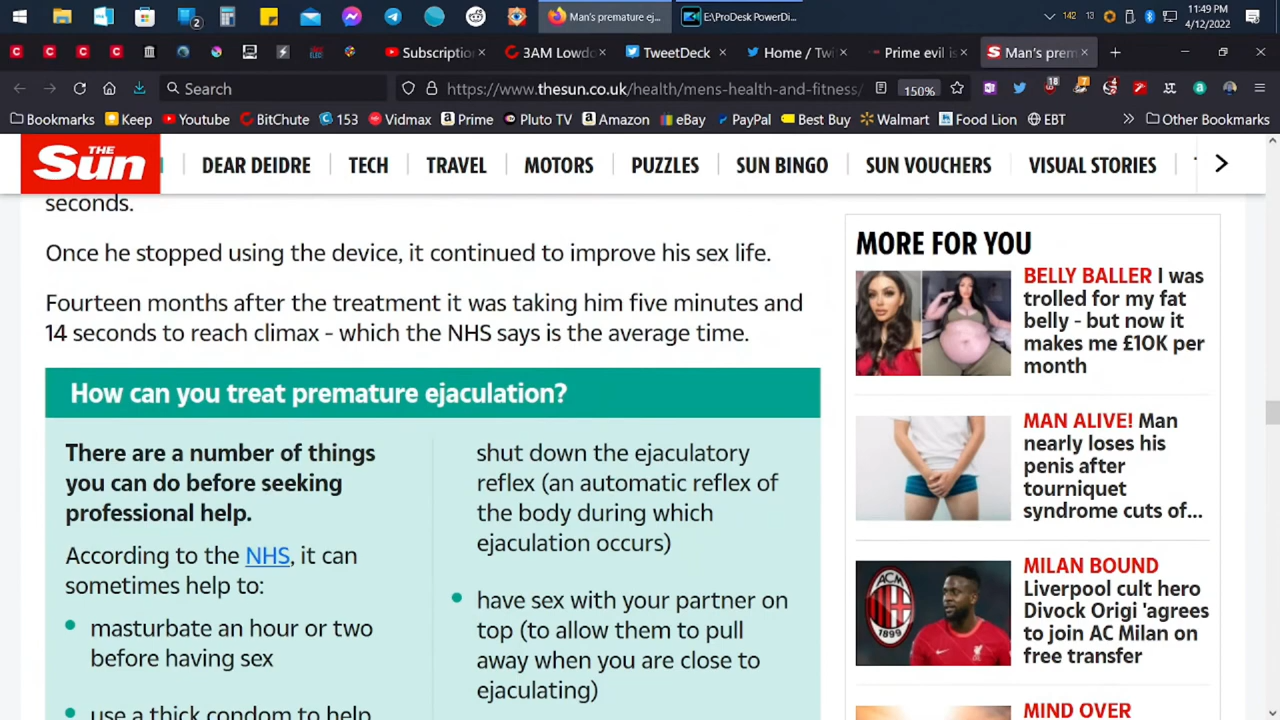 Man's premature ej
E:\ProDesk PowerDi...
142
13
11:49 PM
4/12/2022
2
Subscription
3AM Lowdo
TweetDeck
Home / Twi
Prime evil is
Man's prem
Search
https://www.thesun.co.uk/health/mens-health-and-fitness/
150%
18
7
Bookmarks
Keep
Youtube
BitChute
153
Vidmax
Prime
Pluto TV
Amazon
eBay
PayPal
Best Buy
Walmart
Food Lion
EBT
Other Bookmarks
THE
Sun
DEAR DEIDRE
TECH
TRAVEL
MOTORS
PUZZLES
SUN BINGO
SUN VOUCHERS
VISUAL STORIES
seconds.
Once he stopped using the device, it continued to improve his sex life.
Fourteen months after the treatment it was taking him five minutes and
14 seconds to reach climax - which the NHS says is the average time.
How can you treat premature ejaculation?
There are a number of things
you can do before seeking
professional help.
According to the NHS, it can
sometimes help to:
masturbate an hour or two
before having sex
use a thick condom to help
shut down the ejaculatory
reflex (an automatic reflex of
the body during which
ejaculation occurs)
have sex with your partner on
top (to allow them to pull
away when you are close to
ejaculating)
MORE FOR YOU
BELLY BALLER I was
trolled for my fat
belly - but now it
makes me £10K per
month
MAN ALIVE! Man
nearly loses his
penis after
tourniquet
syndrome cuts of...
ACM
1899
MILAN BOUND
Liverpool cult hero
Divock Origi 'agrees
to join AC Milan on
free transfer
MIND OVER